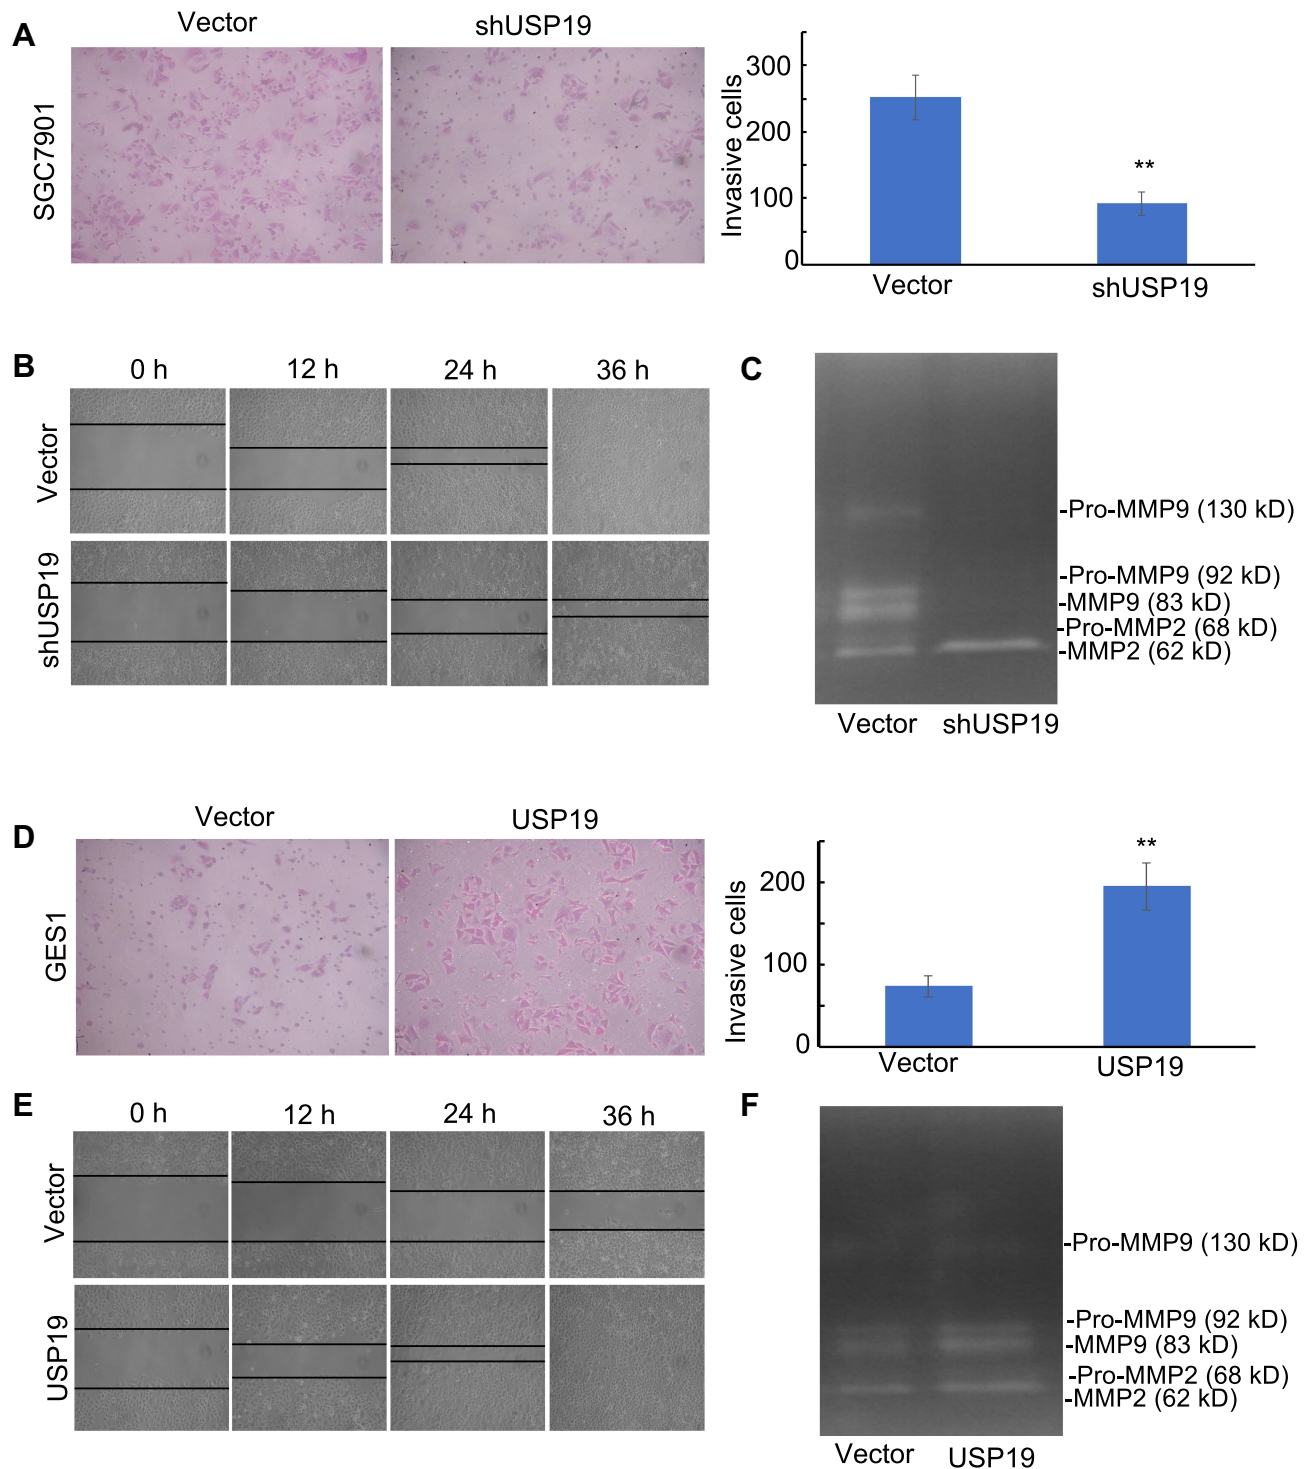 A
Vector
shUSP19
SGC7901
Invasive cells
300
200
100
0
**
Vector
shUSP19
B
0 h
12 h
24 h
36 h
Vector
shUSP19
C
-Pro-MMP9 (130 kD)
-Pro-MMP9 (92 kD)
-MMP9 (83 kD)
-Pro-MMP2 (68 kD)
-MMP2 (62 kD)
Vector
shUSP19
D
Vector
USP19
GES1
Invasive cells
200
100
0
**
Vector
USP19
E
0 h
12 h
24 h
36 h
Vector
USP19
F
-Pro-MMP9 (130 kD)
-Pro-MMP9 (92 kD)
-MMP9 (83 kD)
-Pro-MMP2 (68 kD)
-MMP2 (62 kD)
Vector
USP19